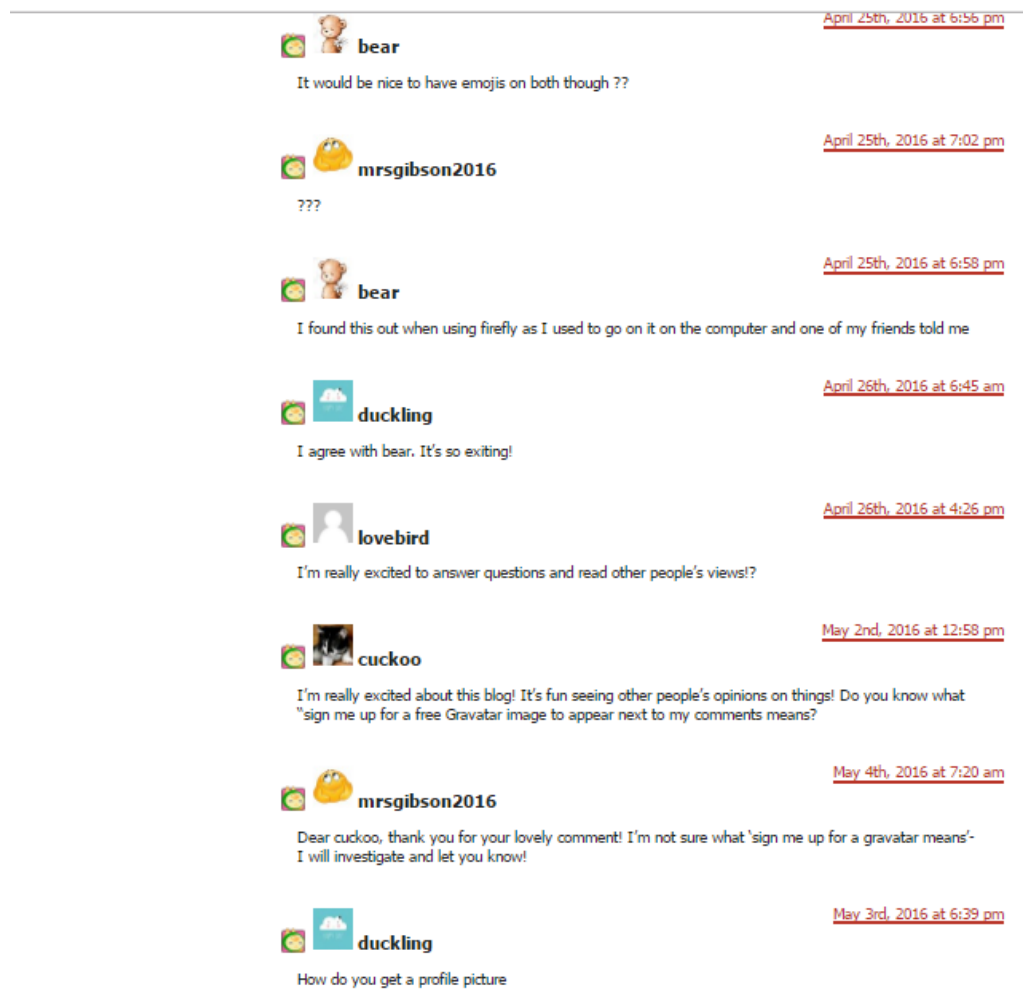 April 25th, 2016 at 6:56 pm
bear
It would be nice to have emojis on both though ??
April 25th, 2016 at 7:02 pm
mrsgibson2016
???
April 25th, 2016 at 6:58 pm
bear
I found this out when using firefly as I used to go on it on the computer and one of my friends told me
April 26th, 2016 at 6:45 am
duckling
I agree with bear. It's so exiting!
April 26th, 2016 at 4:26 pm
lovebird
I'm really excited to answer questions and read other people's views!?
May 2nd, 2016 at 12:58 pm
cuckoo
I'm really excited about this blog! It's fun seeing other people's opinions on things! Do you know what
"sign me up for a free Gravatar image to appear next to my comments means?
May 4th, 2016 at 7:20 am
mrsgibson2016
Dear cuckoo, thank you for your lovely comment! I'm not sure what 'sign me up for a gravatar means'-
I will investigate and let you know!
May 3rd, 2016 at 6:39 pm
duckling
How do you get a profile picture